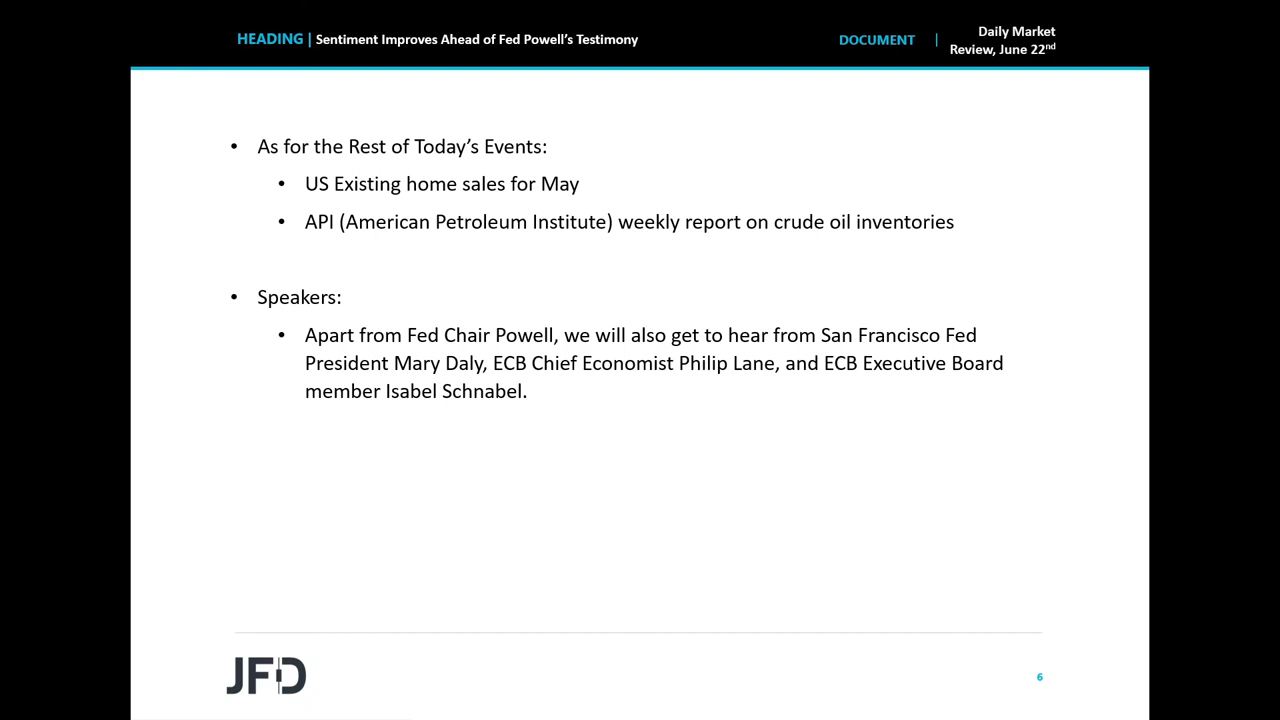 HEADING | Sentiment Improves Ahead of Fed Powell's Testimony
DOCUMENT |
Daily Market
Review, June 22nd
• As for the Rest of Today's Events:
• US Existing home sales for May
• API (American Petroleum Institute) weekly report on crude oil inventories
• Speakers:
• Apart from Fed Chair Powell, we will also get to hear from San Francisco Fed
President Mary Daly, ECB Chief Economist Philip Lane, and ECB Executive Board
member Isabel Schnabel.
JFD
6